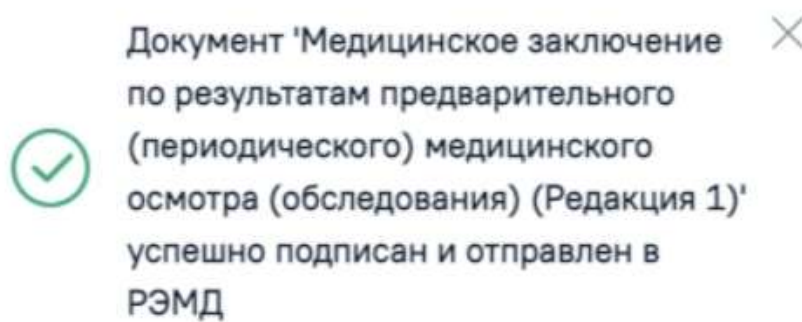 Документ 'Медицинское заключение
по результатам предварительного
(периодического) медицинского
осмотра (обследования) (Редакция 1)'
успешно подписан и отправлен в
РЭМД